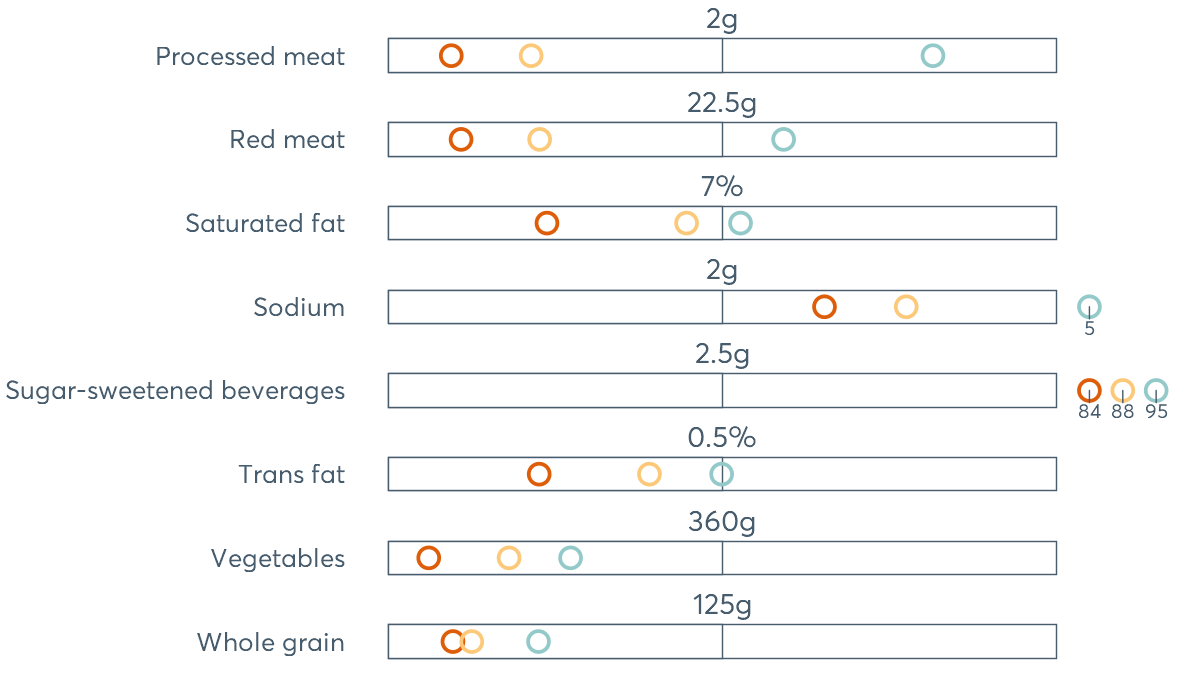 2g
Processed meat
22.5g
Red meat
7%
Saturated fat
2g
Sodium
5
2.5g
Sugar-sweetened beverages
84 88 95
0.5%
Trans fat
360g
Vegetables
125g
Whole grain